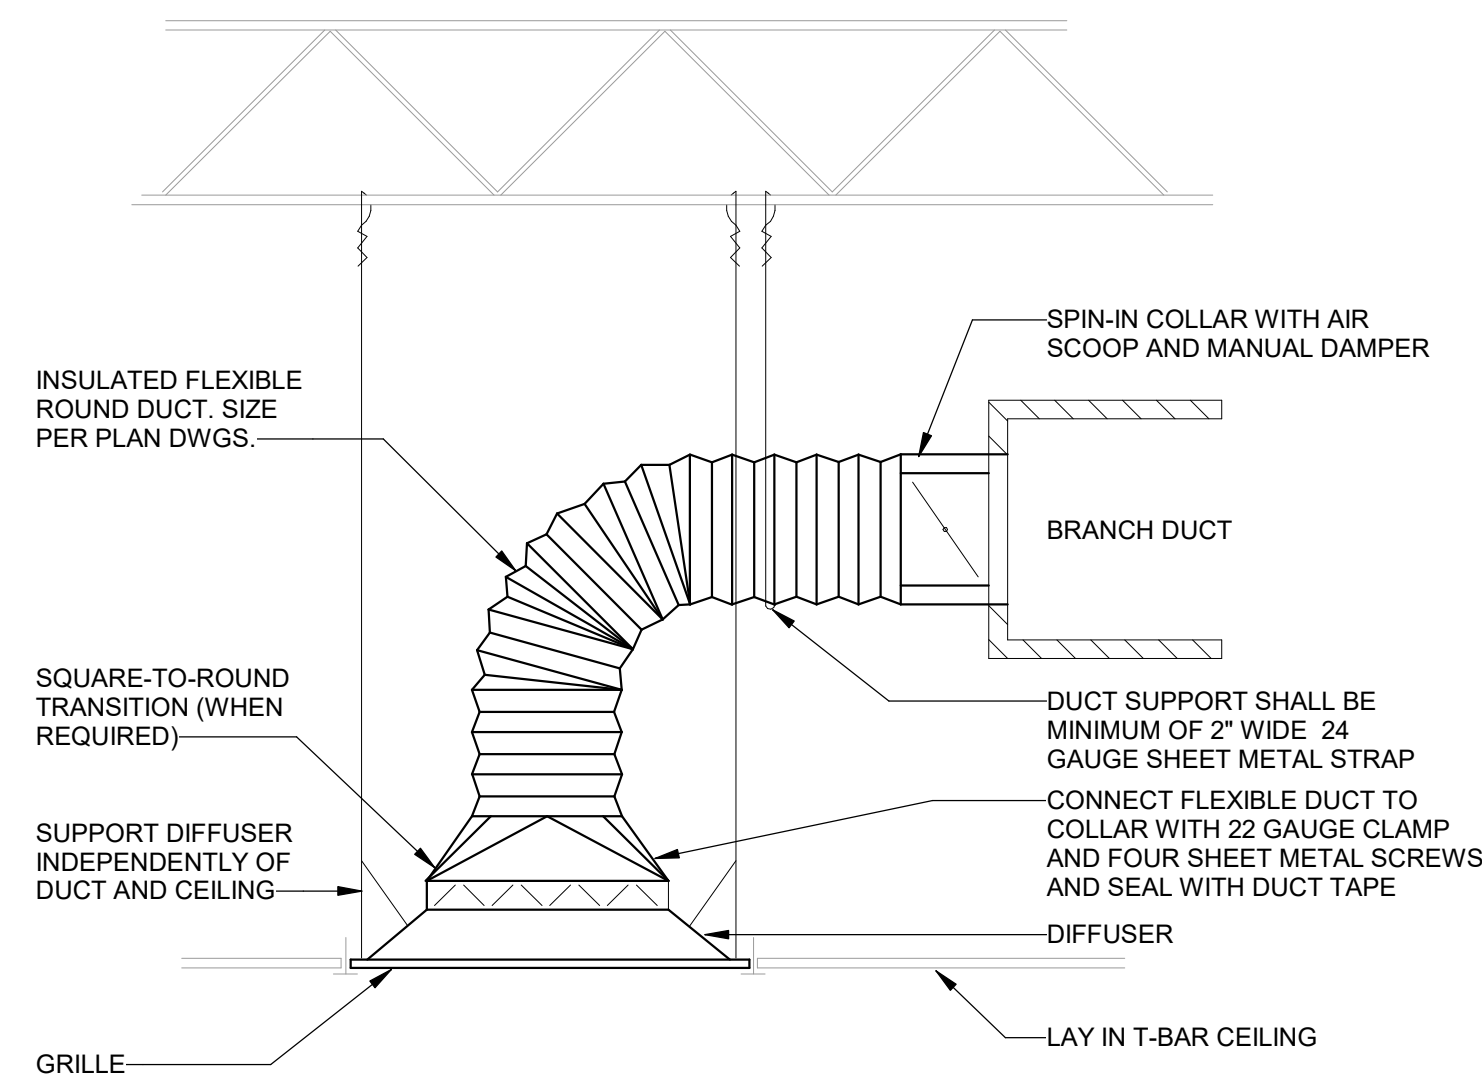 SPIN-IN COLLAR WITH AIR
SCOOP AND MANUAL DAMPER
INSULATED FLEXIBLE
ROUND DUCT. SIZE
PER PLAN DWGS.
BRANCH DUCT
SQUARE-TO-ROUND
TRANSITION (WHEN
REQUIRED)
DUCT SUPPORT SHALL BE
MINIMUM OF 2" WIDE 24
GAUGE SHEET METAL STRAP
CONNECT FLEXIBLE DUCT TO
COLLAR WITH 22 GAUGE CLAMP
AND FOUR SHEET METAL SCREWS
AND SEAL WITH DUCT TAPE
SUPPORT DIFFUSER
INDEPENDENTLY OF
DUCT AND CEILING
DIFFUSER
LAY IN T-BAR CEILING
GRILLE